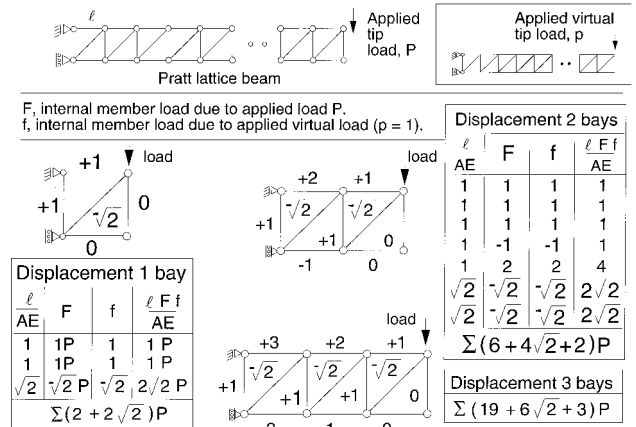 ℓ
Applied
tip
load, P
Pratt lattice beam
Applied virtual
tip load, p
F, internal member load due to applied load P.
f, internal member load due to applied virtual load (p = 1).
+1
load
+1
-√2
0
0
+2 +1
load
+1
-√2
-√2
+1
0
-1 0
Displacement 1 bay
ℓ/AE F f ℓ F f/AE
1 1P 1 1 P
1 1P 1 1 P
√2 -√2 P -√2 2√2 P
∑(2 + 2√2)P
Displacement 2 bays
ℓ/AE F f ℓ F f/AE
1 1 1 1
1 1 1 1
1 1 1 1
1 -1 -1 1
1 2 2 4
√2 -√2 -√2 2√2
√2 -√2 -√2 2√2
∑(6 + 4√2 + 2)P
load
+3 +2 +1
+1
-√2
-√2
-√2
+1
+1
0
Displacement 3 bays
∑ (19 + 6√2 + 3)P